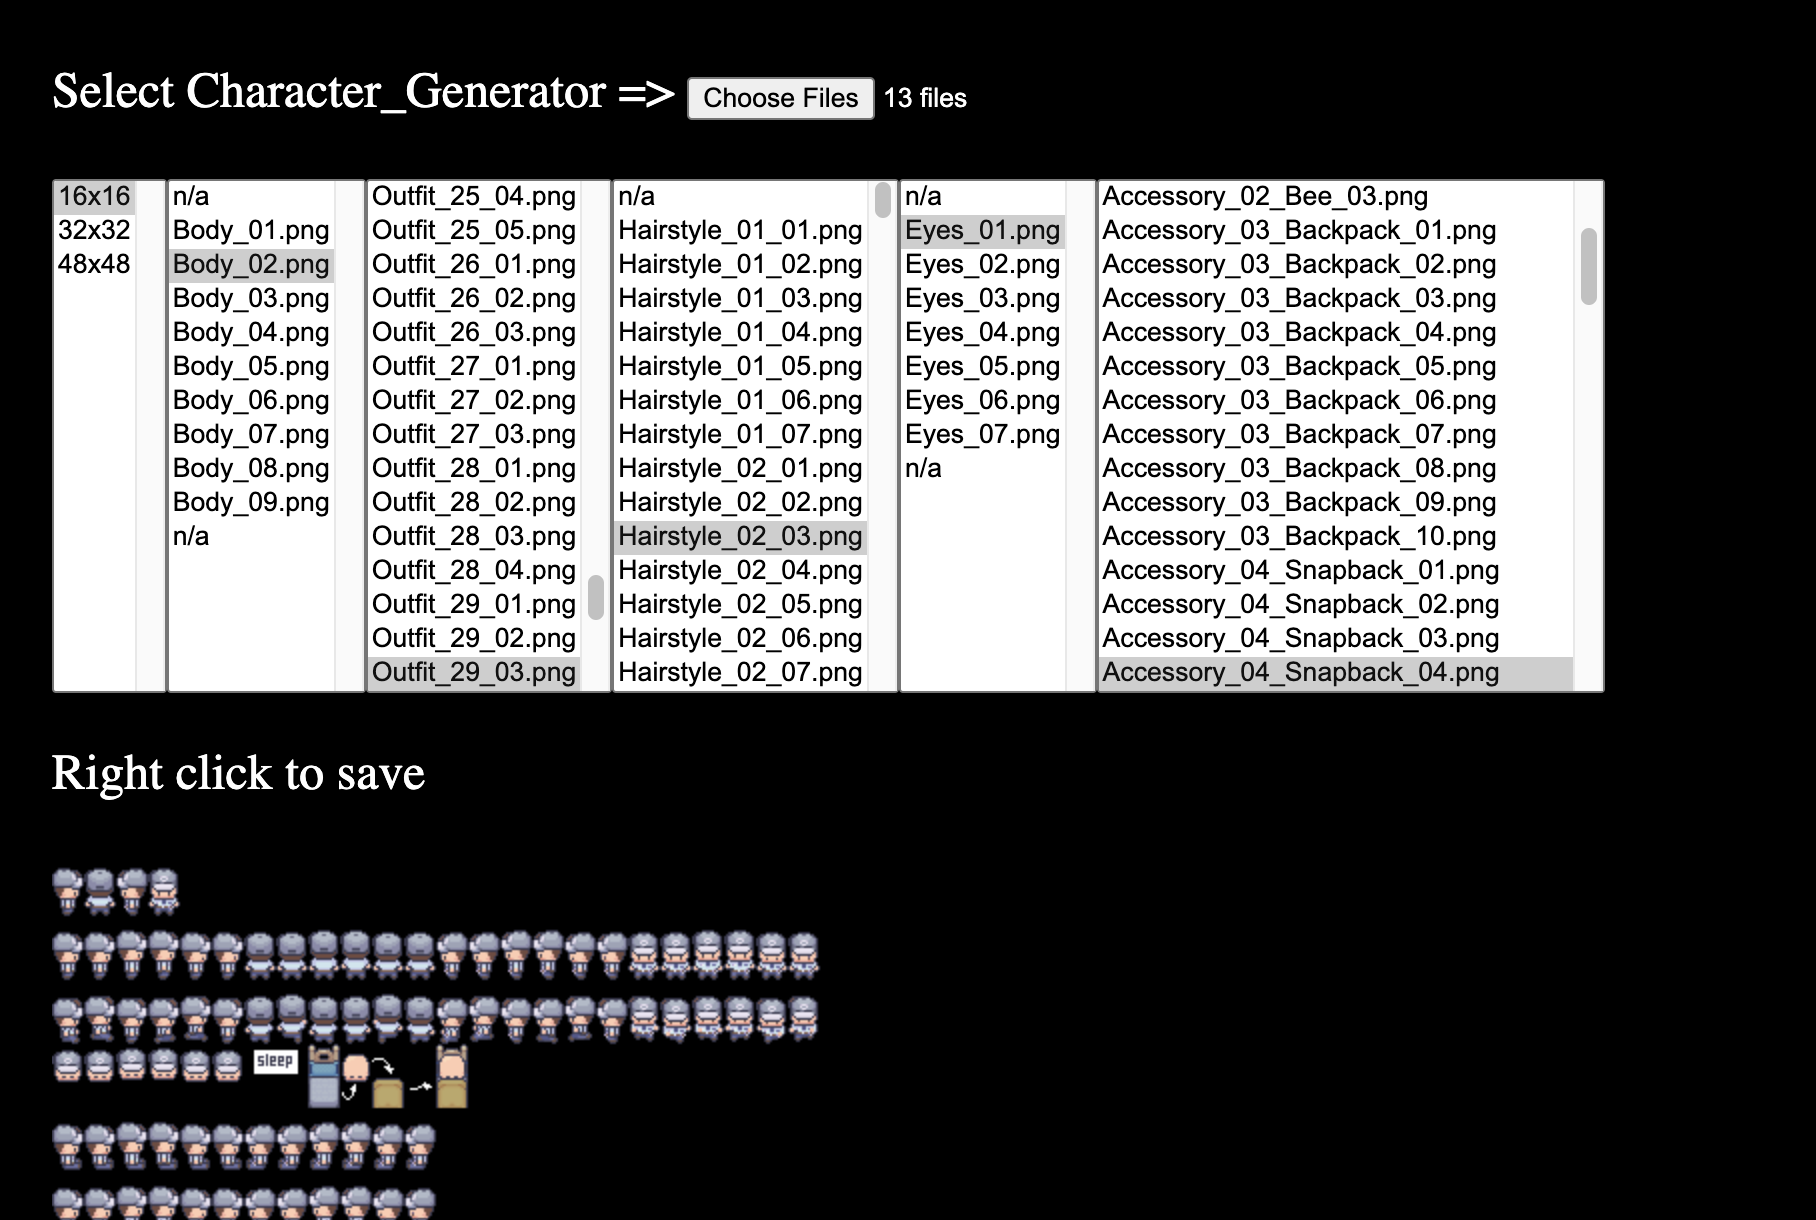 Select Character_Generator => Choose Files 13 files
16x16
32x32
48x48
n/a
Body_01.png
Body_02.png
Body_03.png
Body_04.png
Body_05.png
Body_06.png
Body_07.png
Body_08.png
Body_09.png
n/a
Outfit_25_04.png
Outfit_25_05.png
Outfit_26_01.png
Outfit_26_02.png
Outfit_26_03.png
Outfit_27_01.png
Outfit_27_02.png
Outfit_27_03.png
Outfit_28_01.png
Outfit_28_02.png
Outfit_28_03.png
Outfit_28_04.png
Outfit_29_01.png
Outfit_29_02.png
Outfit_29_03.png
n/a
Hairstyle_01_01.png
Hairstyle_01_02.png
Hairstyle_01_03.png
Hairstyle_01_04.png
Hairstyle_01_05.png
Hairstyle_01_06.png
Hairstyle_01_07.png
Hairstyle_02_01.png
Hairstyle_02_02.png
Hairstyle_02_03.png
Hairstyle_02_04.png
Hairstyle_02_05.png
Hairstyle_02_06.png
Hairstyle_02_07.png
n/a
Eyes_01.png
Eyes_02.png
Eyes_03.png
Eyes_04.png
Eyes_05.png
Eyes_06.png
Eyes_07.png
n/a
Accessory_02_Bee_03.png
Accessory_03_Backpack_01.png
Accessory_03_Backpack_02.png
Accessory_03_Backpack_03.png
Accessory_03_Backpack_04.png
Accessory_03_Backpack_05.png
Accessory_03_Backpack_06.png
Accessory_03_Backpack_07.png
Accessory_03_Backpack_08.png
Accessory_03_Backpack_09.png
Accessory_03_Backpack_10.png
Accessory_04_Snapback_01.png
Accessory_04_Snapback_02.png
Accessory_04_Snapback_03.png
Accessory_04_Snapback_04.png
Right click to save
sleep